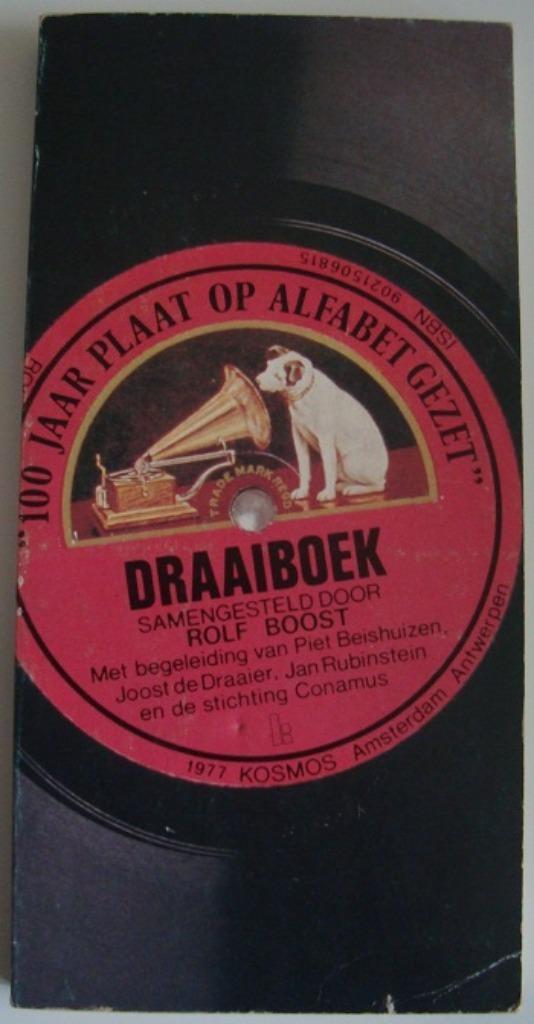 "100 JAAR PLAAT OP ALFABET GEZET"
ISBN 9021506815
TRADE MARK REGD
DRAAIBOEK
SAMENGESTELD DOOR
ROLF BOOST
Met begeleiding van Piet Beishuizen,
Joost de Draaier, Jan Rubinstein
en de stichting Conamus
1977 KOSMOS Amsterdam Antwerpen